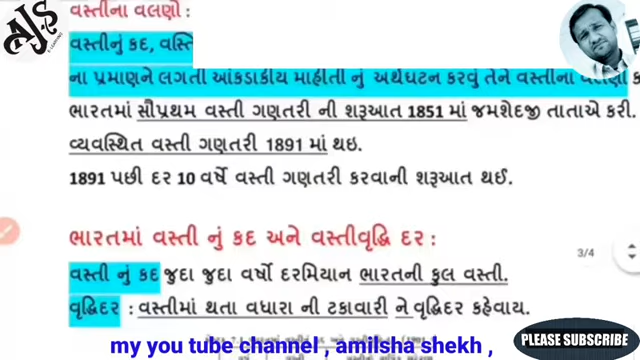 AJS
E LEARNING
વસ્તીના વલણો :
વસ્તીનું કદ,
ના પ્રમાણને લગતી આંકડાકીય માહીતી નું અર્થઘટન કરવું તેને વસ્તીના વલણો
ભારતમાં સૌપ્રથમ વસ્તી ગણતરી ની શરૂઆત 1851 માં જમશેદજી તાતાએ કરી.
વ્યવસ્થિત વસ્તી ગણતરી 1891 માં થઇ.
1891 પછી દર 10 વર્ષે વસ્તી ગણતરી કરવાની શરૂઆત થઈ.
3/4
ભારતમાં વસ્તી નું કદ અને વસ્તીવૃદ્ધિ દર :
વસ્તી નું કદ જુદા જુદા વર્ષો દરમિયાન ભારતની કુલ વસ્તી.
વૃદ્ધિદર : વસ્તીમાં થતા વધારા ની ટકાવારી ને વૃદ્ધિદર કહેવાય.
my you tube channel , amilsha shekh ,
PLEASE SUBSCRIBE